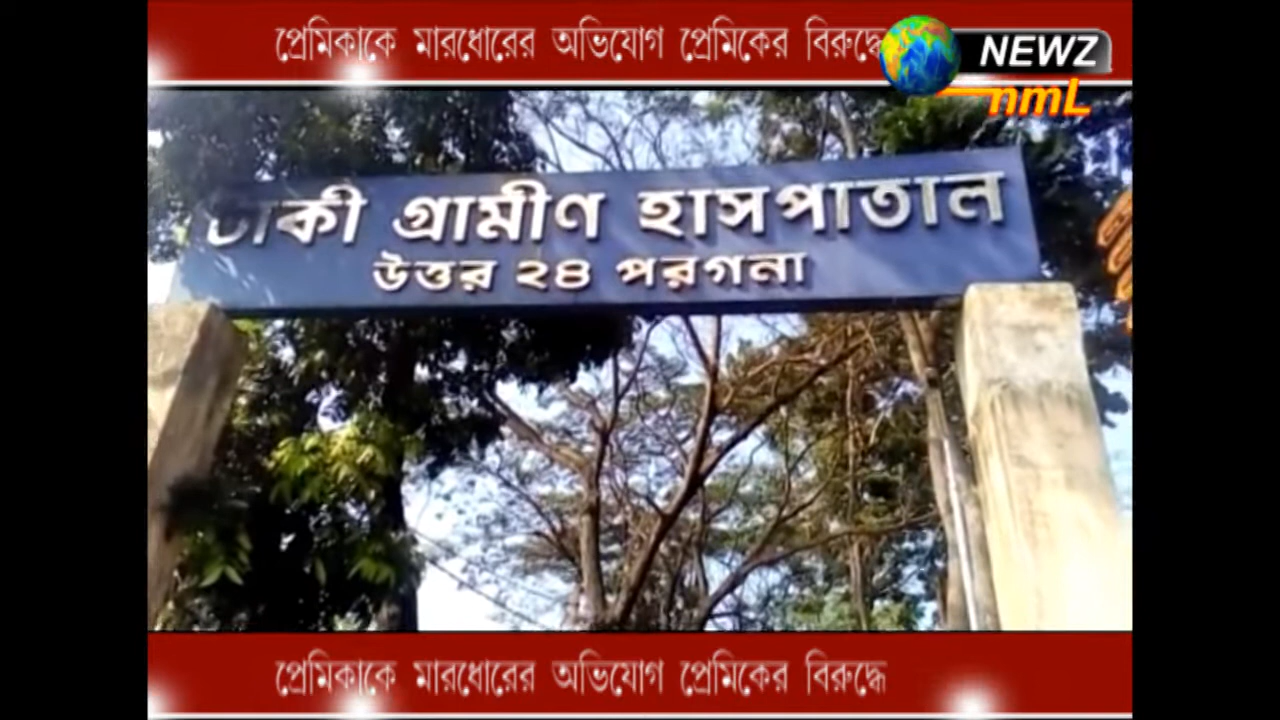 প্রেমিকাকে মারধোরের অভিযোগ প্রেমিকের বিরুদ্ধে
NEWZ
nmL
টাকী গ্রামীণ হাসপাতাল
উত্তর ২৪ পরগনা
প্রেমিকাকে মারধোরের অভিযোগ প্রেমিকের বিরুদ্ধে